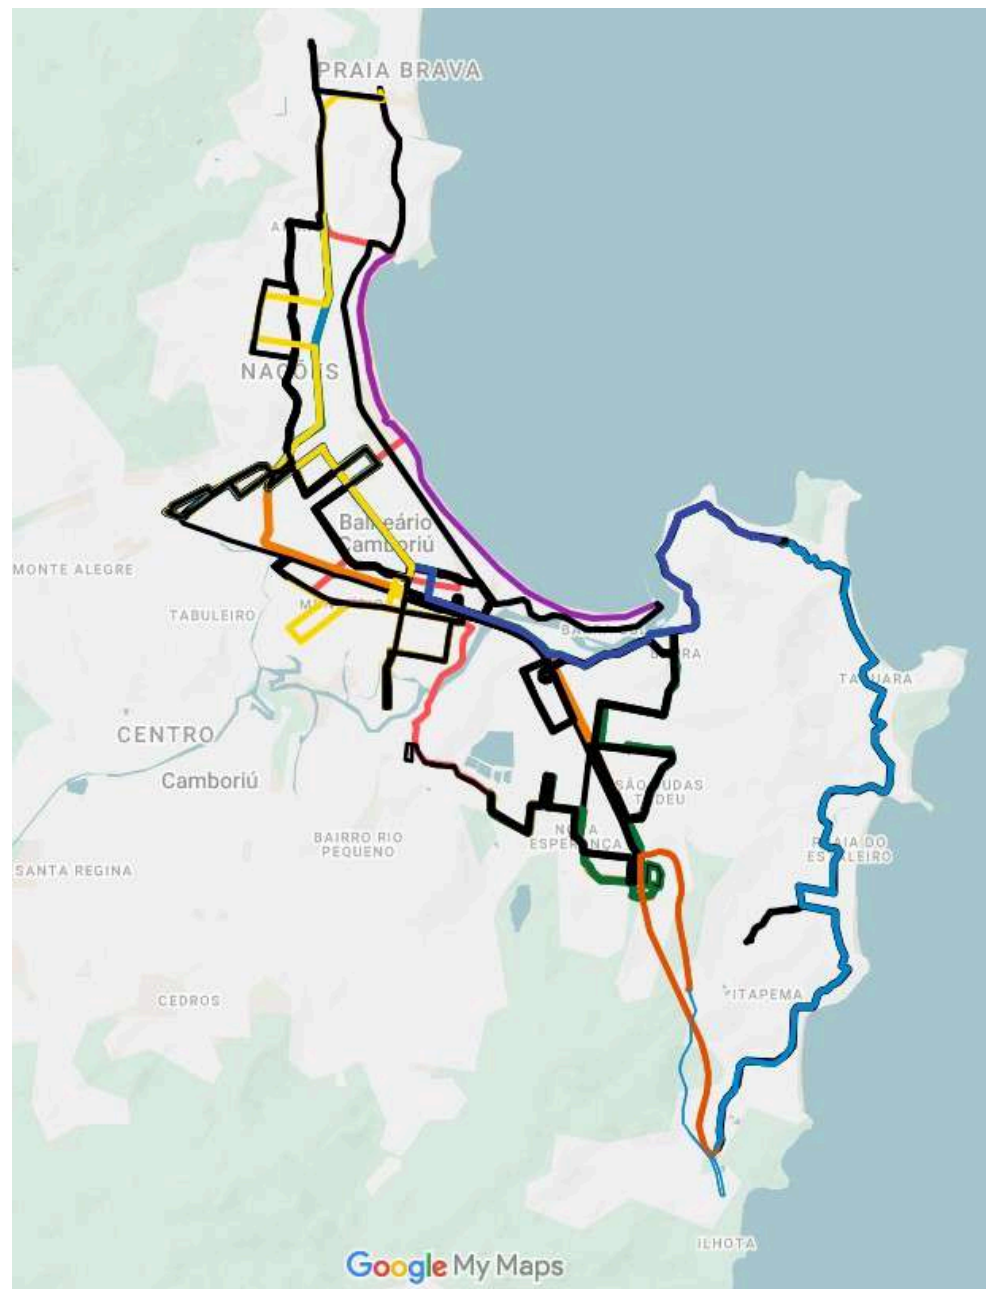 PRAIA BRAVA
NAÇÕES
Balneário
Camboriú
MONTE ALEGRE
TABULEIRO
BARRA
TAQUARA
CENTRO
Camboriú
SÃO JUDAS
TADEU
BAIRRO RIO
PEQUENO
NOVA
ESPERANÇA
PRAIA DO
ESTALEIRO
SANTA REGINA
ITAPEMA
CEDROS
ILHOTA
Google My Maps